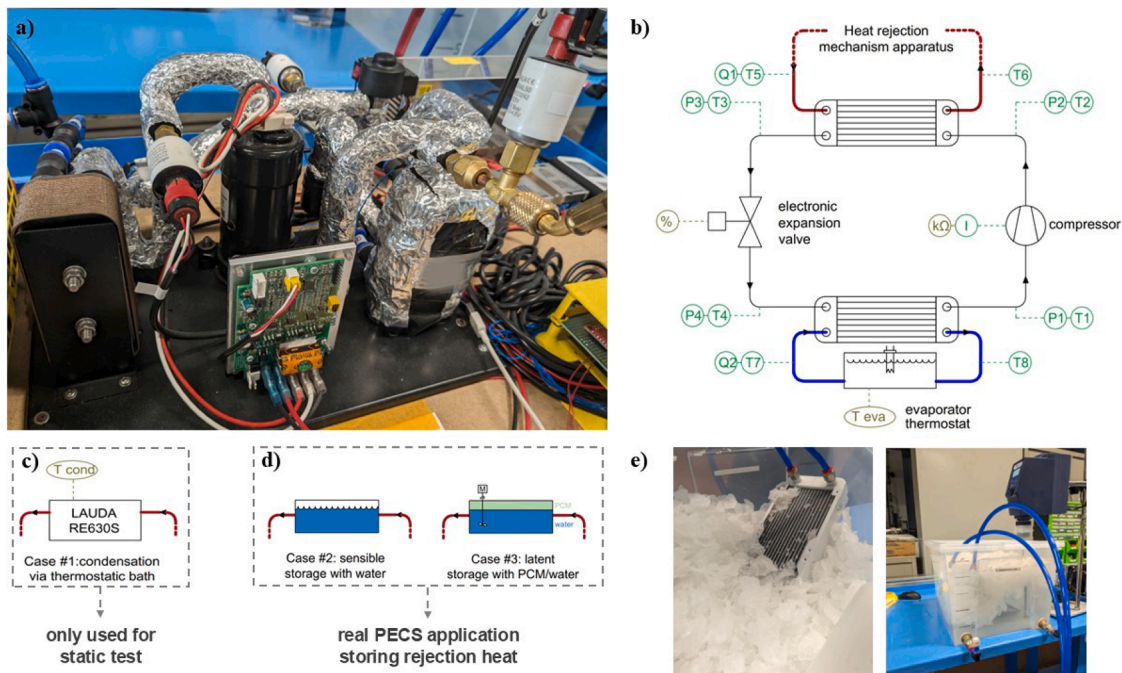 a)
b)
Heat rejection
mechanism apparatus
Q1 T5
T6
P3 T3
P2 T2
electronic
expansion
valve
%
kΩ I
compressor
P4 T4
P1 T1
Q2 T7
T8
T eva
evaporator
thermostat
c)
T cond
LAUDA
RE630S
Case #1:condensation
via thermostatic bath
only used for
static test
d)
M
PCM
water
Case #2: sensible
storage with water
Case #3: latent
storage with PCM/water
real PECS application
storing rejection heat
e)